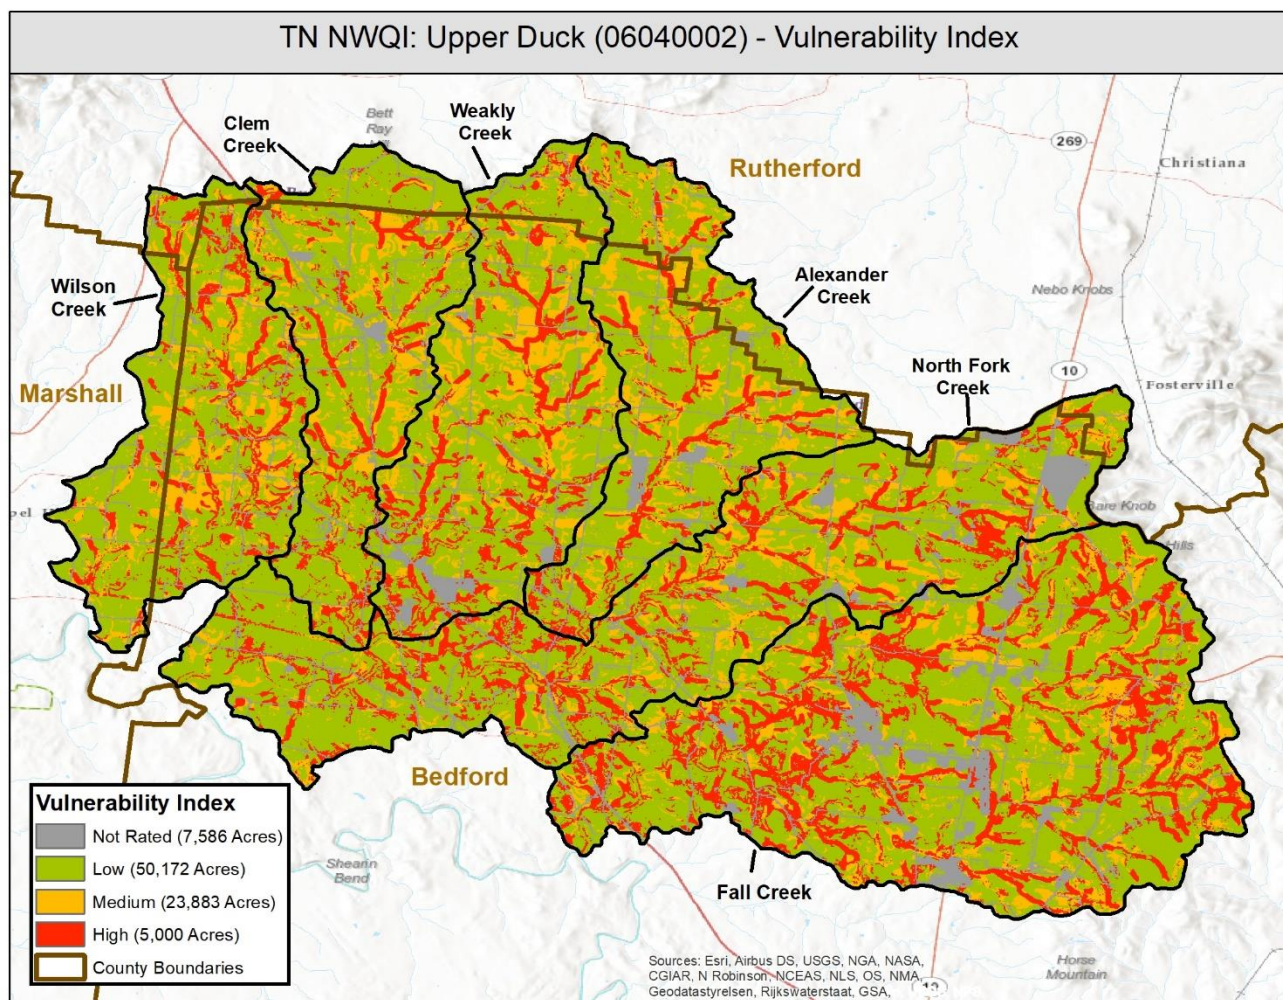 TN NWQI: Upper Duck (06040002) - Vulnerability Index
Bett
Ray
Weakly
Creek
Clem
Creek
269
Christiana
Rutherford
Wilson
Creek
Alexander
Creek
Nebo Knobs
Marshall
North Fork
Creek
10
Fosterville
Knob
Hills
Bedford
Shearin
Bend
Fall Creek
Horse
Mountain
Vulnerability Index
Not Rated (7,586 Acres)
Low (50,172 Acres)
Medium (23,883 Acres)
High (5,000 Acres)
County Boundaries
Sources: Esri, Airbus DS, USGS, NGA, NASA,
CGIAR, N Robinson, NCEAS, NLS, OS, NMA,
Geodatastyrelsen, Rijkswaterstaat, GSA,